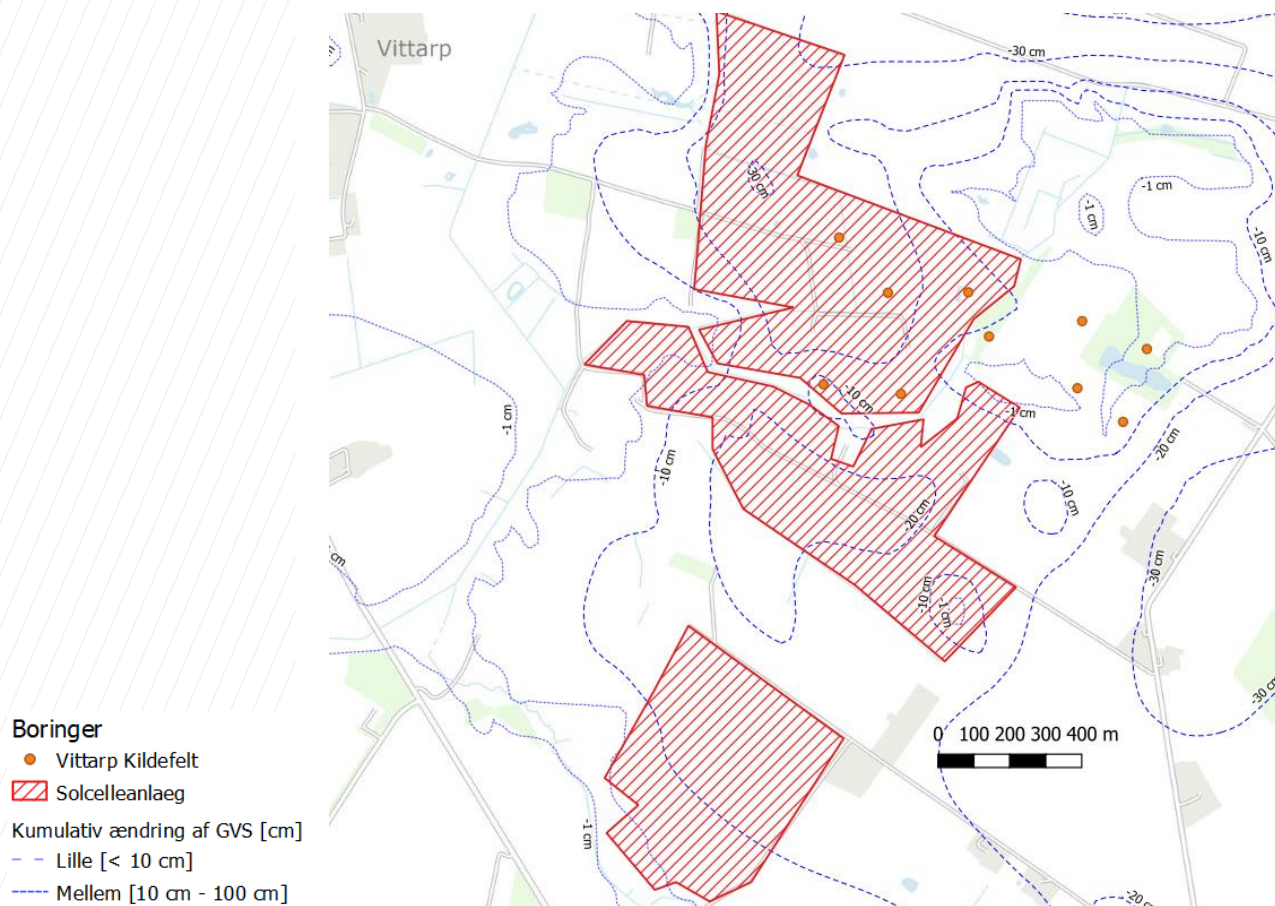 Vittarp
-30 cm
-30 cm
-1 cm
-1 cm
-10 cm
-10 cm
-1 cm
-1 cm
-20 cm
-10 cm
-10 cm
-20 cm
-30 cm
cm
-10 cm
-1 cm
-30 cm
0 100 200 300 400 m
-1 cm
-20 cm
Boringer
Vittarp Kildefelt
Solcelleanlaeg
Kumulativ ændring af GVS [cm]
Lille [< 10 cm]
Mellem [10 cm - 100 cm]